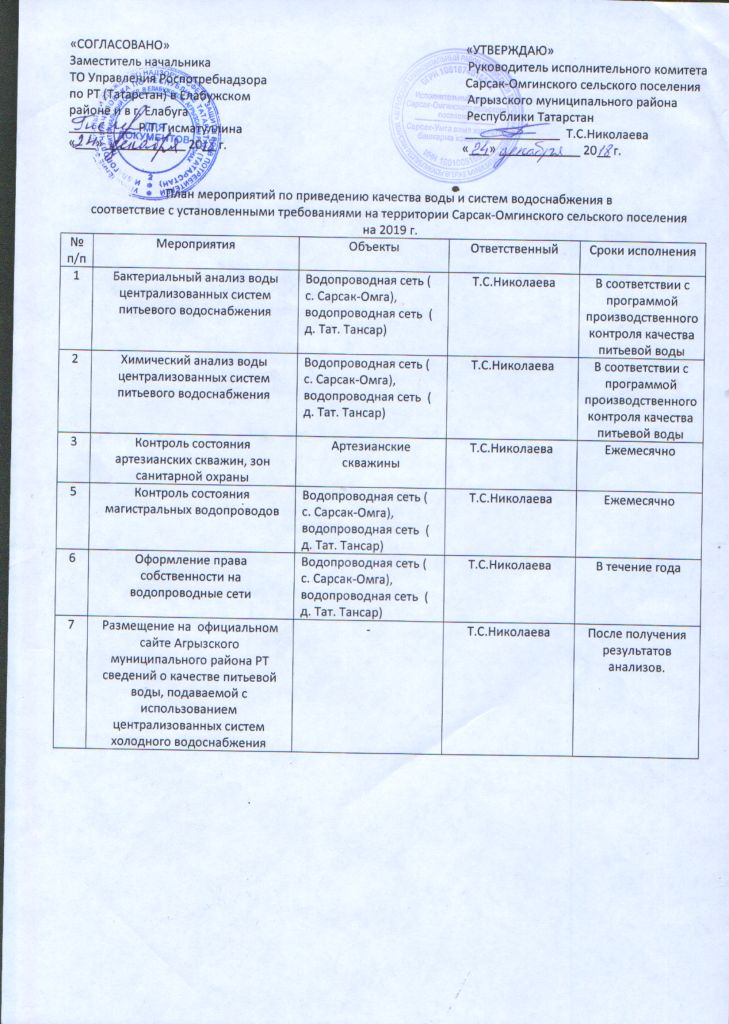 «СОГЛАСОВАНО»
Заместитель начальника
ТО Управления Роспотребнадзора
по РТ (Татарстан) в Елабужском
районе и в г. Елабуга
Р.Т.Гисматуллина
«24» декабря 2018 г.
ДЛЯ
ДОКУМЕНТОВ
«УТВЕРЖДАЮ»
Руководитель исполнительного комитета
Сарсак-Омгинского сельского поселения
Агрызского муниципального района
Республики Татарстан
Т.С.Николаева
«24» декабря 2018 г.
План мероприятий по приведению качества воды и систем водоснабжения в
соответствие с установленными требованиями на территории Сарсак-Омгинского сельского поселения
на 2019 г.
№
п/п
Мероприятия
Объекты
Ответственный
Сроки исполнения
1
Бактериальный анализ воды
централизованных систем
питьевого водоснабжения
Водопроводная сеть (
с. Сарсак-Омга),
водопроводная сеть (
д. Тат. Тансар)
Т.С.Николаева
В соответствии с
программой
производственного
контроля качества
питьевой воды
2
Химический анализ воды
централизованных систем
питьевого водоснабжения
Водопроводная сеть (
с. Сарсак-Омга),
водопроводная сеть (
д. Тат. Тансар)
Т.С.Николаева
В соответствии с
программой
производственного
контроля качества
питьевой воды
3
Контроль состояния
артезианских скважин, зон
санитарной охраны
Артезианские
скважины
Т.С.Николаева
Ежемесячно
5
Контроль состояния
магистральных водопроводов
Водопроводная сеть (
с. Сарсак-Омга),
водопроводная сеть (
д. Тат. Тансар)
Т.С.Николаева
Ежемесячно
6
Оформление права
собственности на
водопроводные сети
Водопроводная сеть (
с. Сарсак-Омга),
водопроводная сеть (
д. Тат. Тансар)
Т.С.Николаева
В течение года
7
Размещение на официальном
сайте Агрызского
муниципального района РТ
сведений о качестве питьевой
воды, подаваемой с
использованием
централизованных систем
холодного водоснабжения
-
Т.С.Николаева
После получения
результатов
анализов.